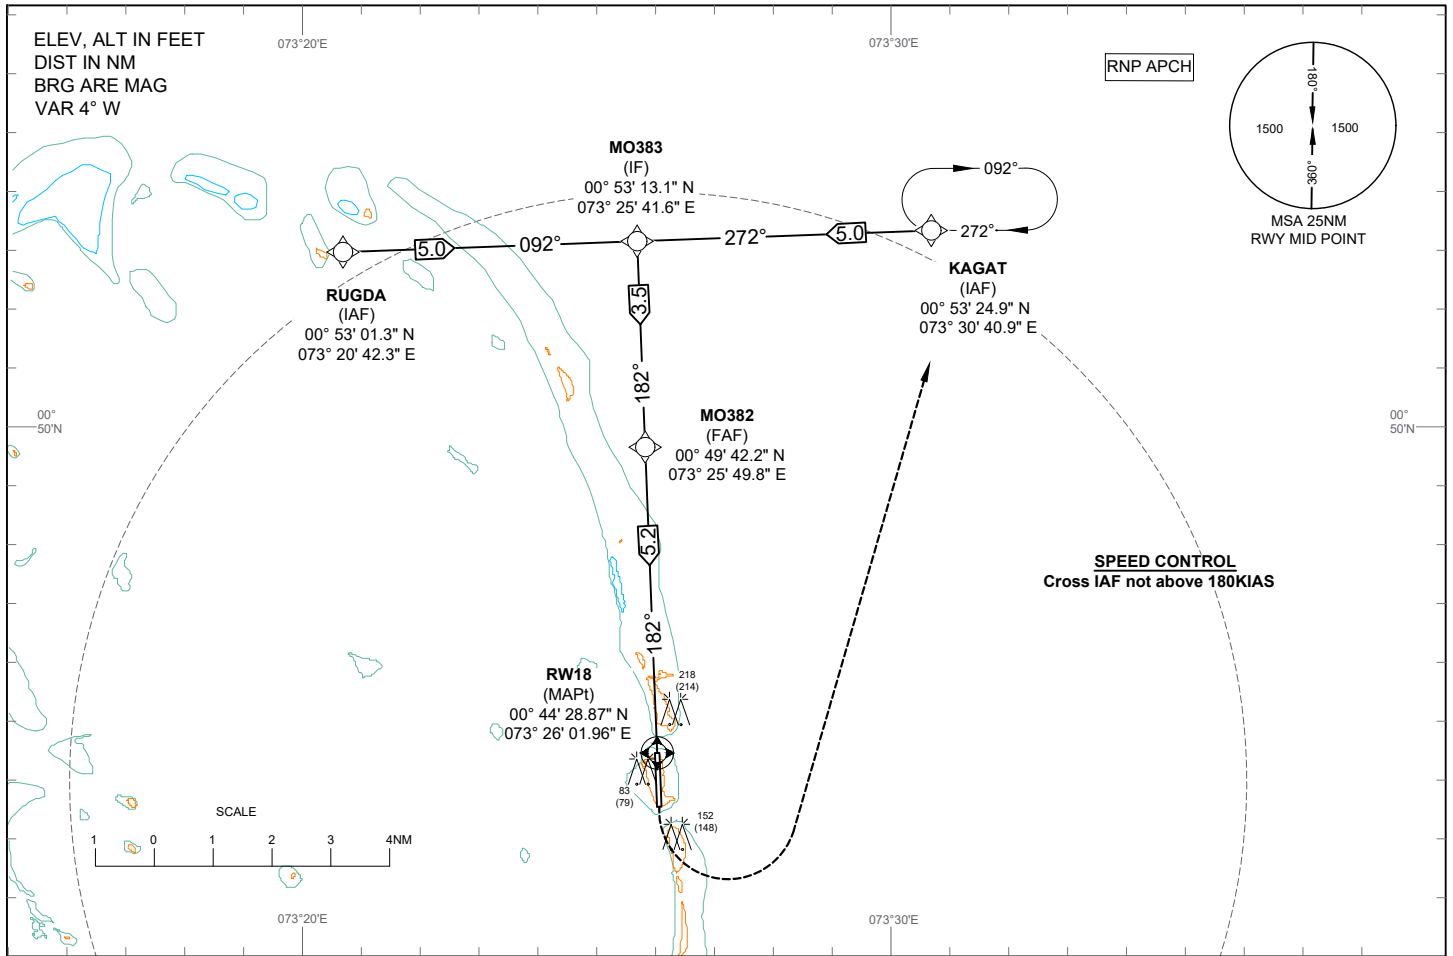 ELEV, ALT IN FEET
DIST IN NM
BRG ARE MAG
VAR 4° W
073°20'E
073°30'E
RNP APCH
180°
1500
1500
360°
MSA 25NM
RWY MID POINT
MO383
(IF)
00° 53' 13.1" N
073° 25' 41.6" E
092°
272°
5.0
092°
272°
5.0
RUGDA
(IAF)
00° 53' 01.3" N
073° 20' 42.3" E
3.5
KAGAT
(IAF)
00° 53' 24.9" N
073° 30' 40.9" E
182°
00°
50'N
00°
50'N
MO382
(FAF)
00° 49' 42.2" N
073° 25' 49.8" E
5.2
SPEED CONTROL
Cross IAF not above 180KIAS
182°
RW18
(MAPt)
00° 44' 28.87" N
073° 26' 01.96" E
218
(214)
83
(79)
152
(148)
SCALE
1 0 1 2 3 4NM
073°20'E
073°30'E